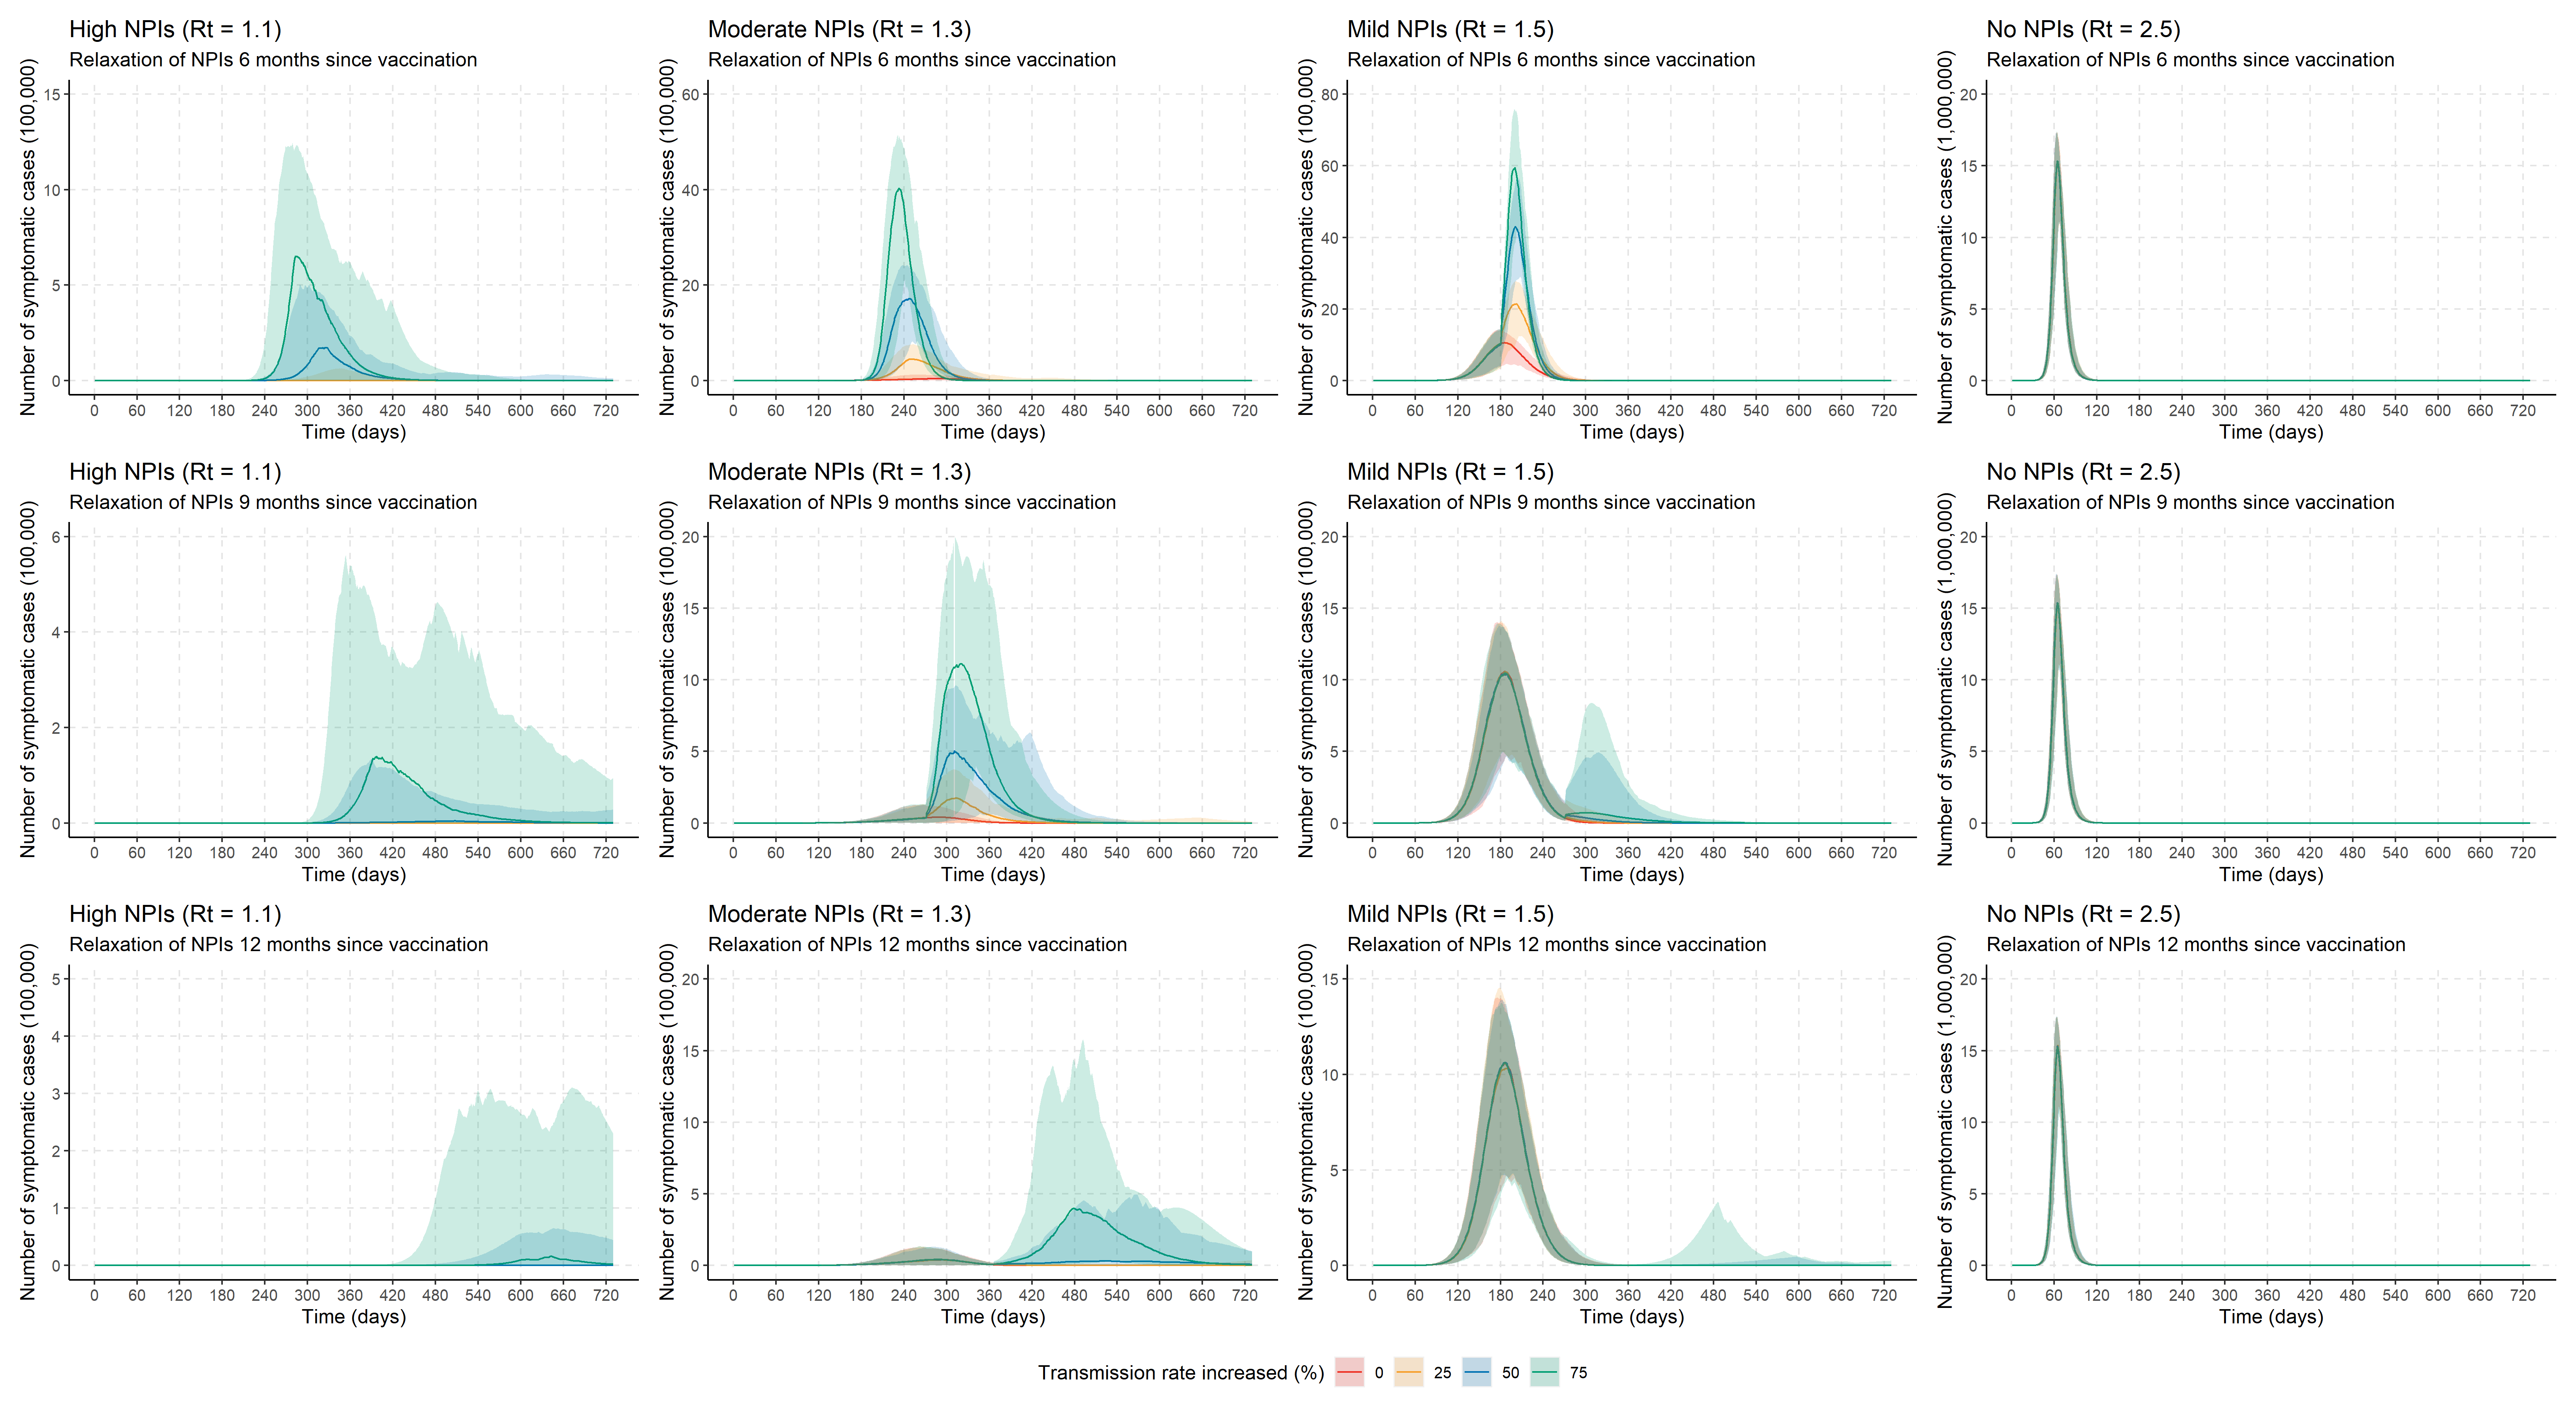 High NPIs (Rt = 1.1)
Relaxation of NPIs 6 months since vaccination
Number of symptomatic cases (100,000)
15
10
5
0
0 60 120 180 240 300 360 420 480 540 600 660 720
Time (days)
Moderate NPIs (Rt = 1.3)
Relaxation of NPIs 6 months since vaccination
Number of symptomatic cases (100,000)
60
40
20
0
0 60 120 180 240 300 360 420 480 540 600 660 720
Time (days)
Mild NPIs (Rt = 1.5)
Relaxation of NPIs 6 months since vaccination
Number of symptomatic cases (100,000)
80
60
40
20
0
0 60 120 180 240 300 360 420 480 540 600 660 720
Time (days)
No NPIs (Rt = 2.5)
Relaxation of NPIs 6 months since vaccination
Number of symptomatic cases (1,000,000)
20
15
10
5
0
0 60 120 180 240 300 360 420 480 540 600 660 720
Time (days)
High NPIs (Rt = 1.1)
Relaxation of NPIs 9 months since vaccination
Number of symptomatic cases (100,000)
6
4
2
0
0 60 120 180 240 300 360 420 480 540 600 660 720
Time (days)
Moderate NPIs (Rt = 1.3)
Relaxation of NPIs 9 months since vaccination
Number of symptomatic cases (100,000)
20
15
10
5
0
0 60 120 180 240 300 360 420 480 540 600 660 720
Time (days)
Mild NPIs (Rt = 1.5)
Relaxation of NPIs 9 months since vaccination
Number of symptomatic cases (100,000)
20
15
10
5
0
0 60 120 180 240 300 360 420 480 540 600 660 720
Time (days)
No NPIs (Rt = 2.5)
Relaxation of NPIs 9 months since vaccination
Number of symptomatic cases (1,000,000)
20
15
10
5
0
0 60 120 180 240 300 360 420 480 540 600 660 720
Time (days)
High NPIs (Rt = 1.1)
Relaxation of NPIs 12 months since vaccination
Number of symptomatic cases (100,000)
5
4
3
2
1
0
0 60 120 180 240 300 360 420 480 540 600 660 720
Time (days)
Moderate NPIs (Rt = 1.3)
Relaxation of NPIs 12 months since vaccination
Number of symptomatic cases (100,000)
20
15
10
5
0
0 60 120 180 240 300 360 420 480 540 600 660 720
Time (days)
Mild NPIs (Rt = 1.5)
Relaxation of NPIs 12 months since vaccination
Number of symptomatic cases (100,000)
15
10
5
0
0 60 120 180 240 300 360 420 480 540 600 660 720
Time (days)
No NPIs (Rt = 2.5)
Relaxation of NPIs 12 months since vaccination
Number of symptomatic cases (1,000,000)
20
15
10
5
0
0 60 120 180 240 300 360 420 480 540 600 660 720
Time (days)
Transmission rate increased (%) 0 25 50 75